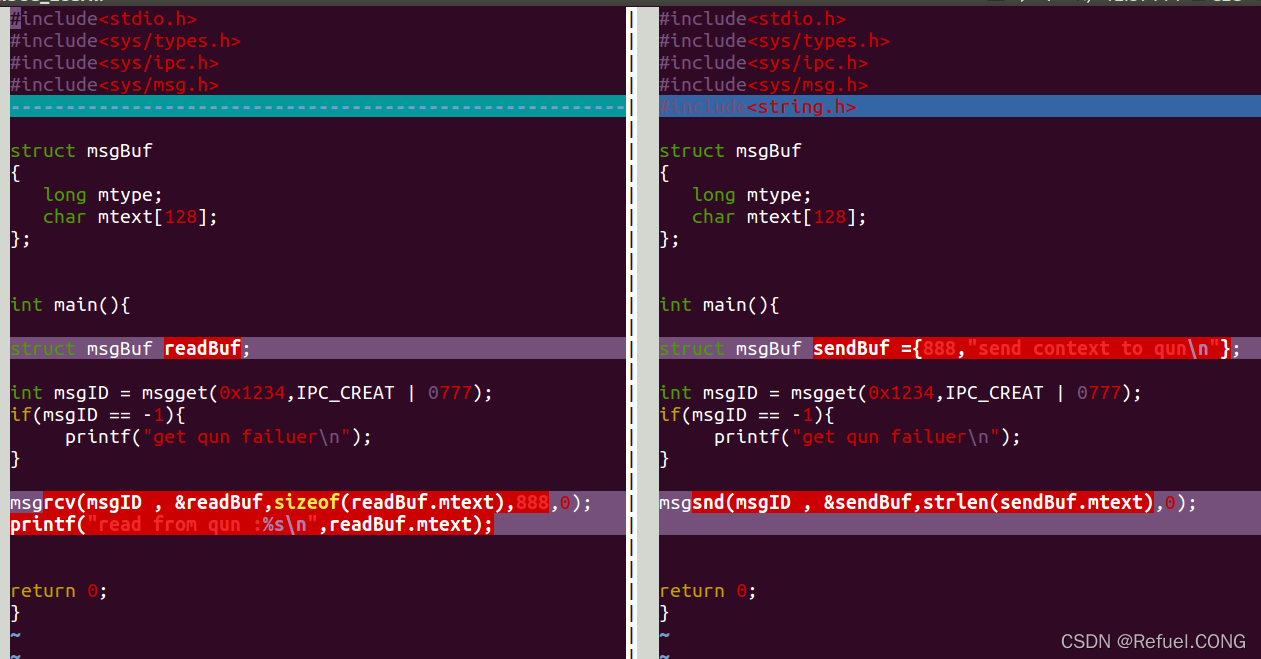 #include<stdio.h>
#include<sys/types.h>
#include<sys/ipc.h>
#include<sys/msg.h>
--------------------------------------------------------
struct msgBuf
{
   long mtype;
   char mtext[128];
};
int main(){
struct msgBuf readBuf;
int msgID = msgget(0x1234,IPC_CREAT | 0777);
if(msgID == -1){
     printf("get qun failuer\n");
}
msgrcv(msgID , &readBuf,sizeof(readBuf.mtext),888,0);
printf("read from qun :%s\n",readBuf.mtext);
return 0;
}
~
~
#include<stdio.h>
#include<sys/types.h>
#include<sys/ipc.h>
#include<sys/msg.h>
#include<string.h>
struct msgBuf
{
   long mtype;
   char mtext[128];
};
int main(){
struct msgBuf sendBuf ={888,"send context to qun\n"};
int msgID = msgget(0x1234,IPC_CREAT | 0777);
if(msgID == -1){
     printf("get qun failuer\n");
}
msgsnd(msgID , &sendBuf,strlen(sendBuf.mtext),0);
return 0;
}
~
~
CSDN @Refuel.CONG